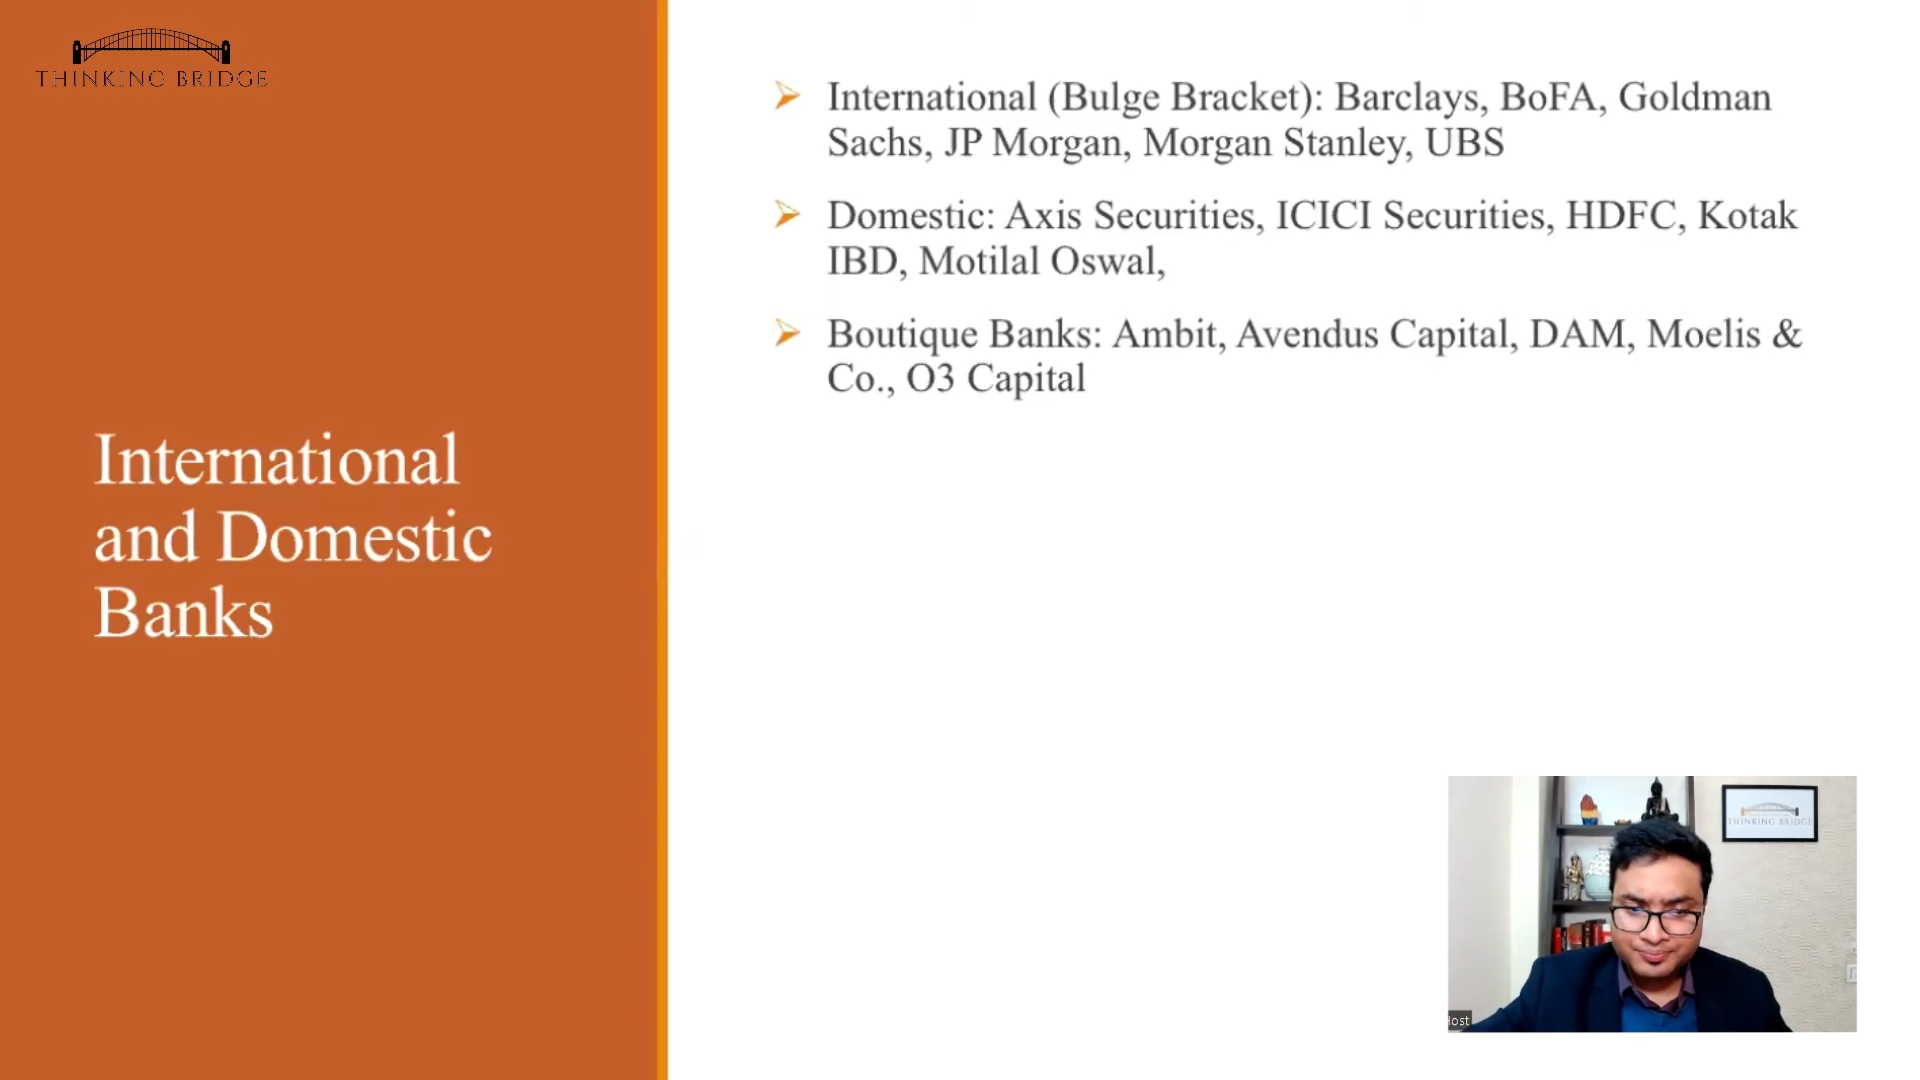 THINKING BRIDGE
International (Bulge Bracket): Barclays, BoFA, Goldman
Sachs, JP Morgan, Morgan Stanley, UBS
Domestic: Axis Securities, ICICI Securities, HDFC, Kotak
IBD, Motilal Oswal,
Boutique Banks: Ambit, Avendus Capital, DAM, Moelis &
Co., O3 Capital
International
and Domestic
Banks
THINKING BRIDGE